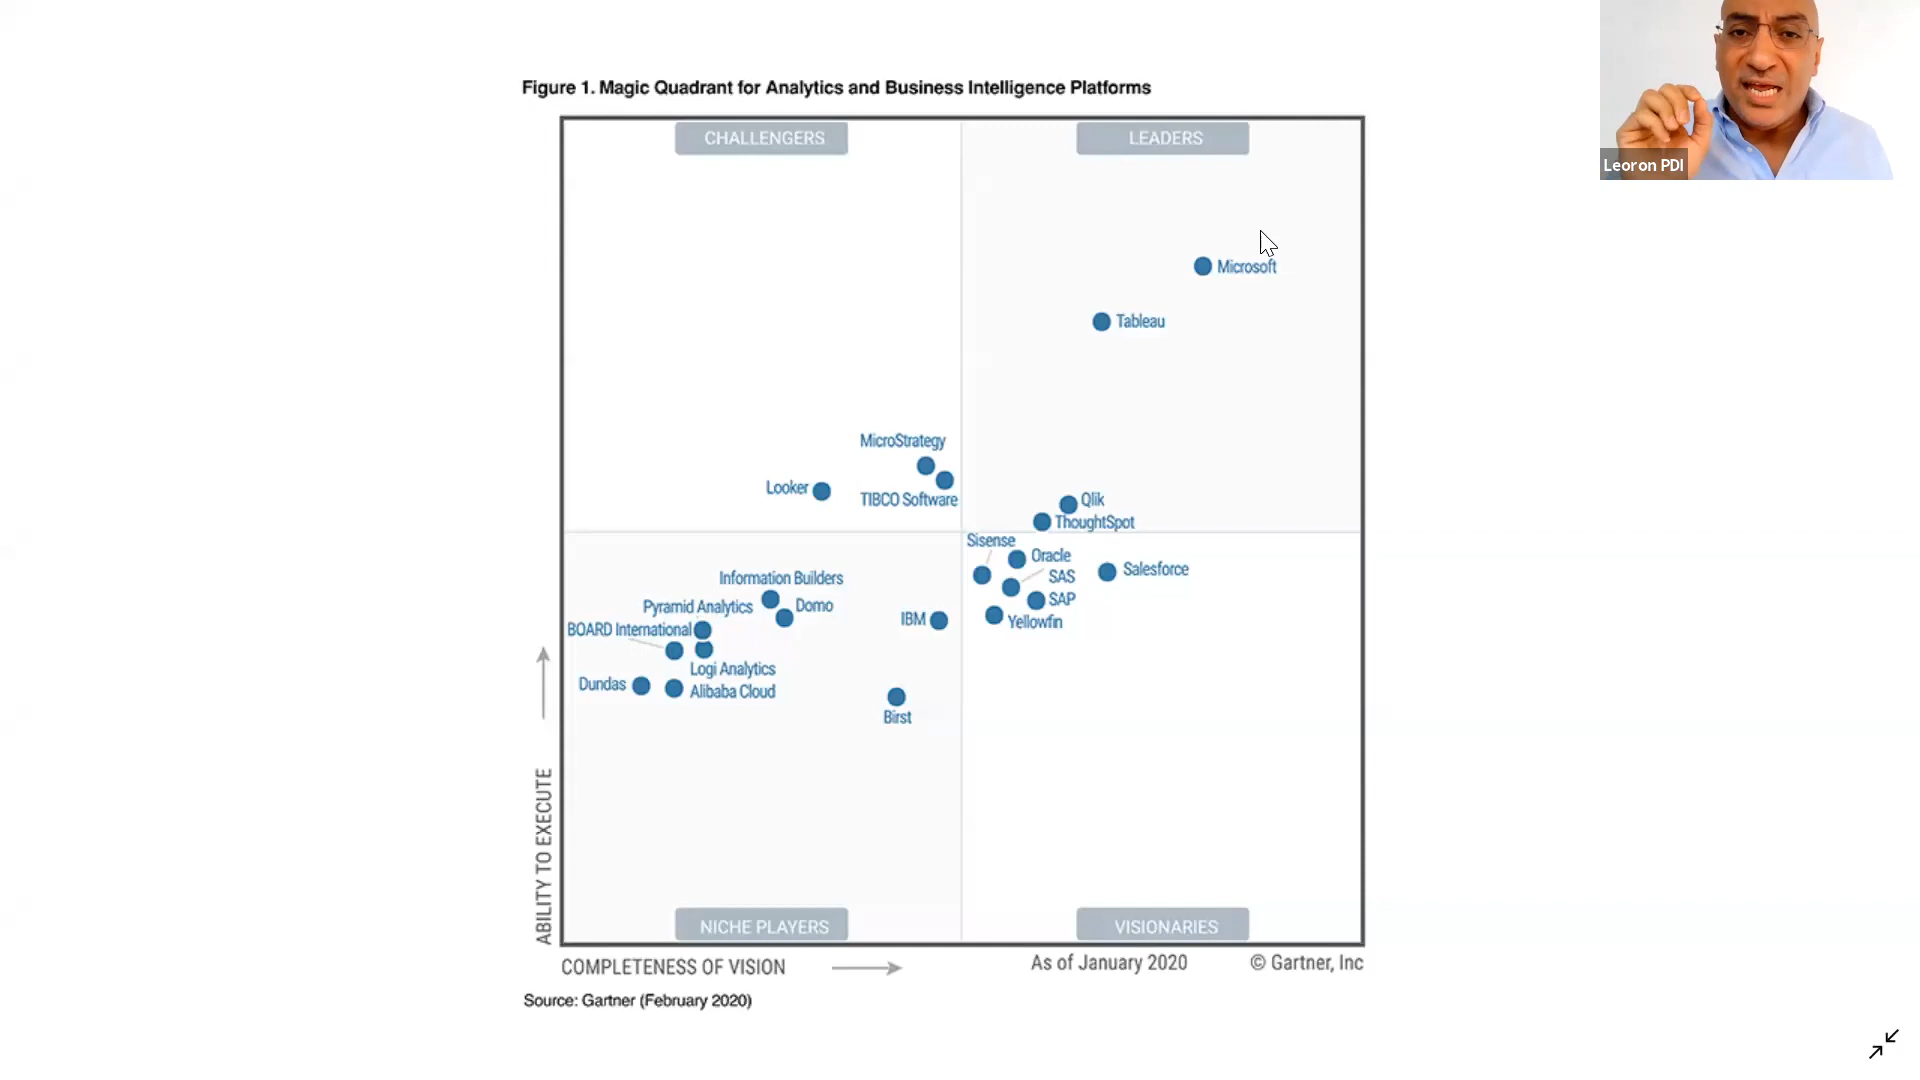 Figure 1. Magic Quadrant for Analytics and Business Intelligence Platforms
Leoron PDI
CHALLENGERS
LEADERS
Microsoft
Tableau
MicroStrategy
Looker
TIBCO Software
Qlik
ThoughtSpot
Sisense
Oracle
Salesforce
SAS
Information Builders
SAP
Pyramid Analytics
Domo
IBM
Yellowfin
BOARD International
Logi Analytics
Dundas
Alibaba Cloud
Birst
ABILITY TO EXECUTE
NICHE PLAYERS
VISIONARIES
COMPLETENESS OF VISION
As of January 2020
© Gartner, Inc
Source: Gartner (February 2020)